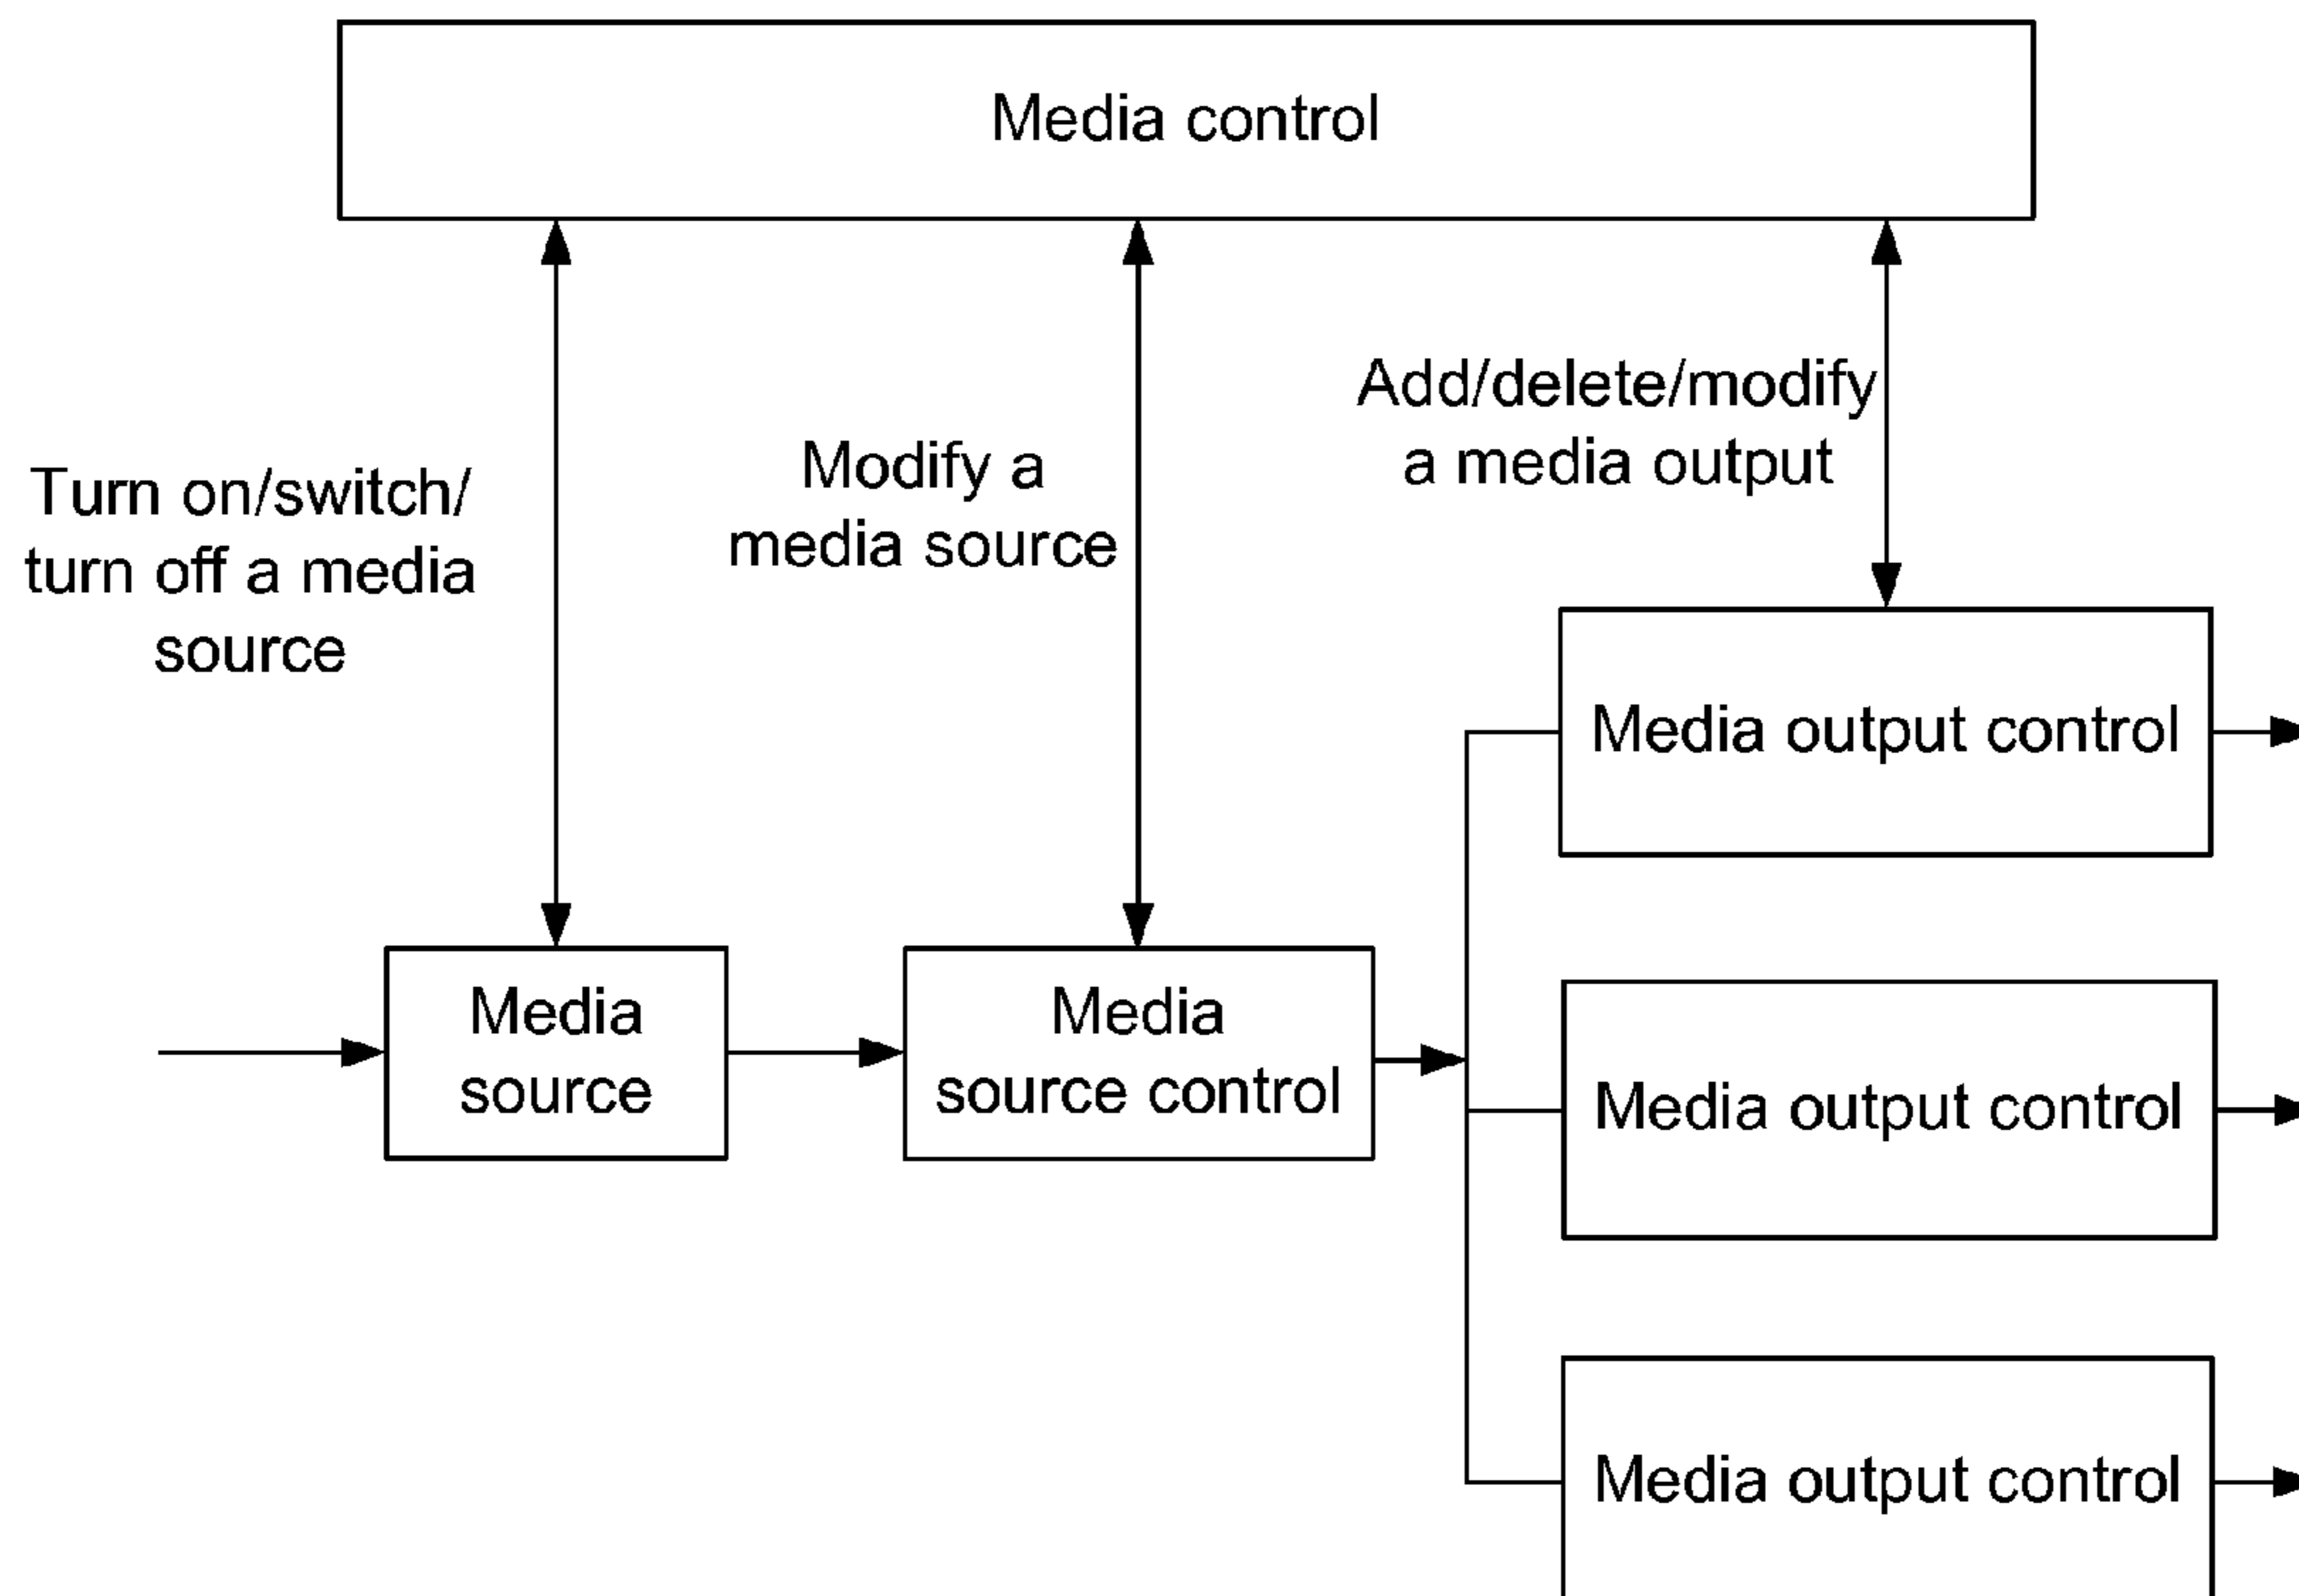 Media control
Turn on/switch/
turn off a media
source
Modify a
media source
Add/delete/modify
a media output
Media output control
Media
source
Media
source control
Media output control
Media output control